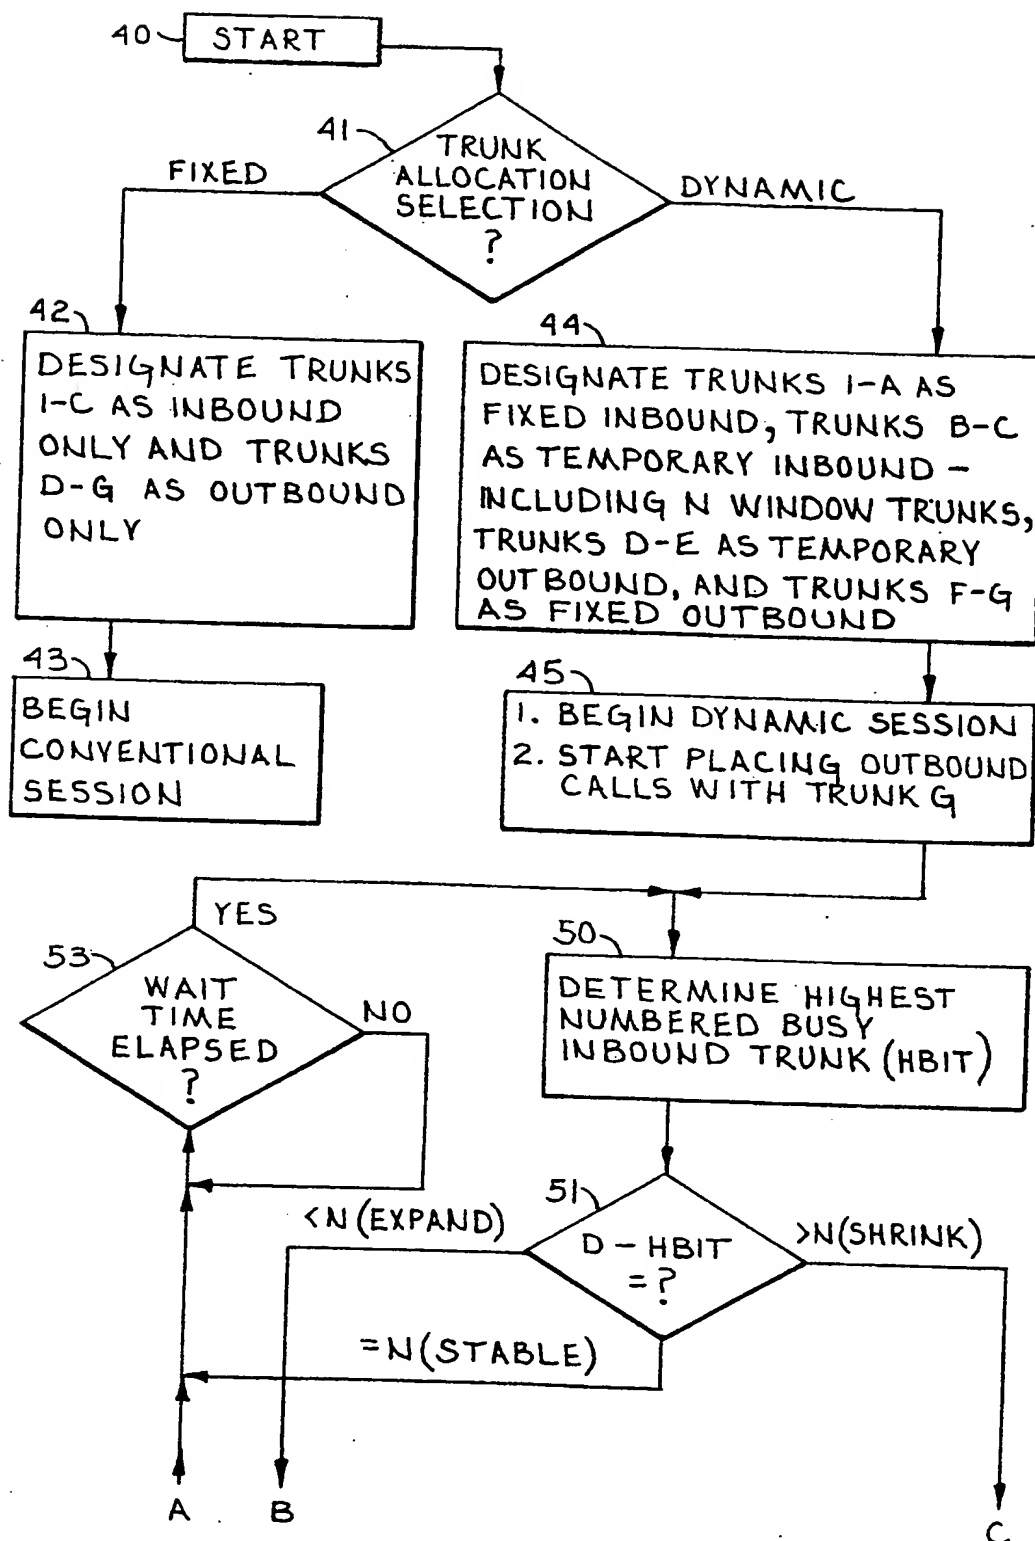 40
START
41
TRUNK
ALLOCATION
SELECTION
?
FIXED
DYNAMIC
42
DESIGNATE TRUNKS
1-C AS INBOUND
ONLY AND TRUNKS
D-G AS OUTBOUND
ONLY
44
DESIGNATE TRUNKS 1-A AS
FIXED INBOUND, TRUNKS B-C
AS TEMPORARY INBOUND -
INCLUDING N WINDOW TRUNKS,
TRUNKS D-E AS TEMPORARY
OUTBOUND, AND TRUNKS F-G
AS FIXED OUTBOUND
43
BEGIN
CONVENTIONAL
SESSION
45
1. BEGIN DYNAMIC SESSION
2. START PLACING OUTBOUND
CALLS WITH TRUNK G
YES
53
WAIT
TIME
ELAPSED
?
NO
50
DETERMINE HIGHEST
NUMBERED BUSY
INBOUND TRUNK (HBIT)
51
D - HBIT
= ?
<N (EXPAND)
>N(SHRINK)
=N(STABLE)
A
B
C